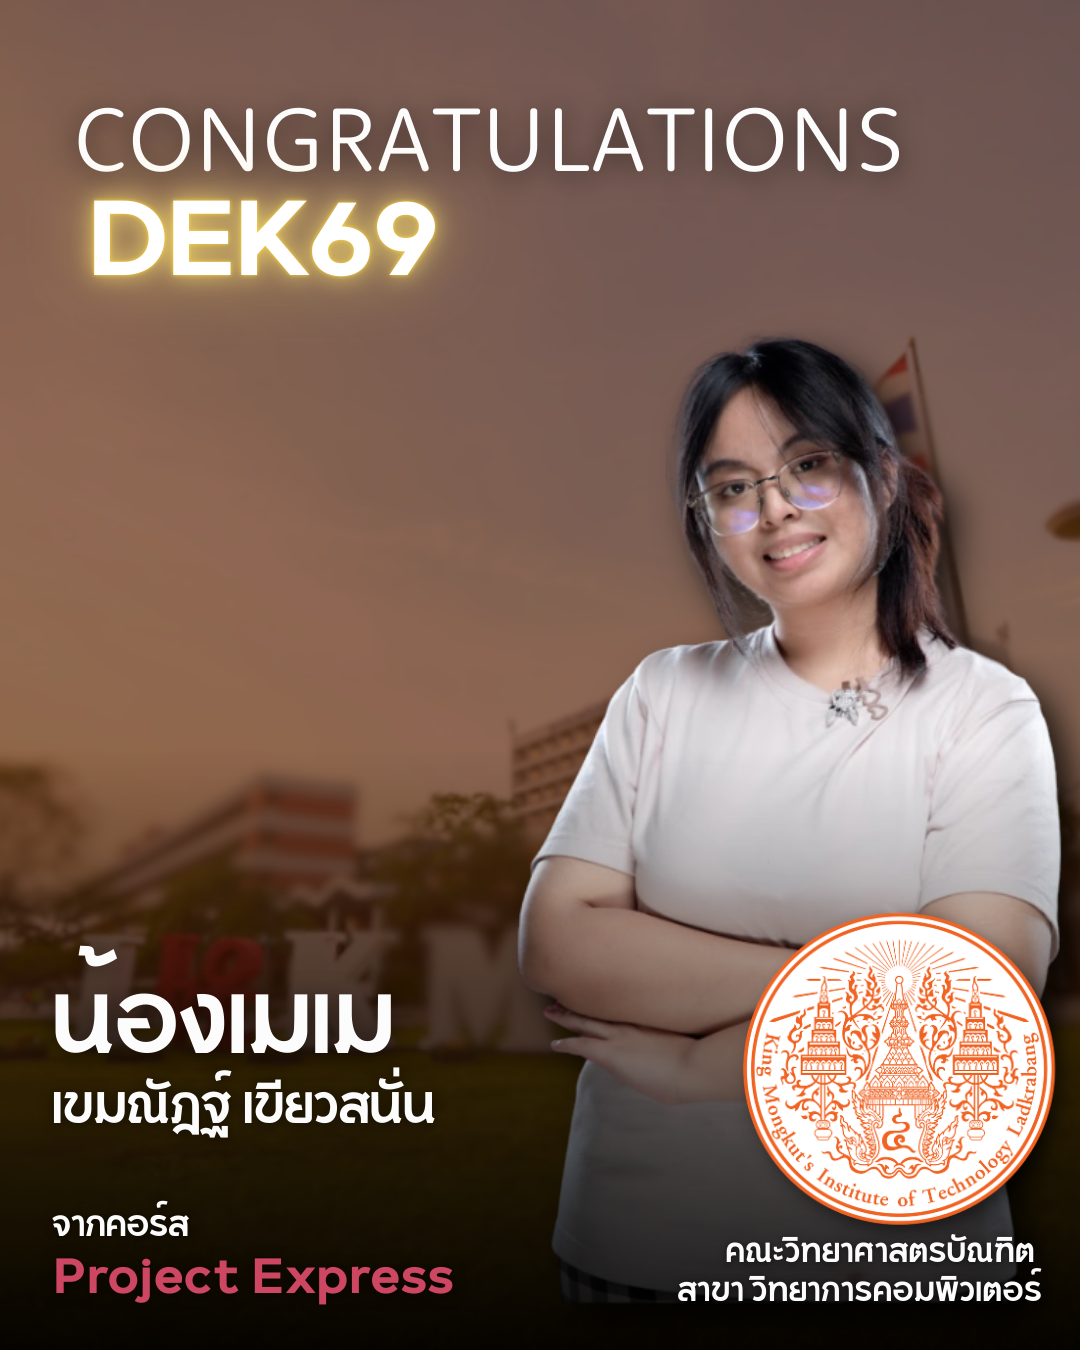 CONGRATULATIONS
DEK69
น้องเมเม
เขมณัฏฐ์ เขียวสนั่น
จากคอร์ส
Project Express
King Mongkut's Institute of Technology Ladkrabang
คณะวิทยาศาสตรบัณฑิต
สาขา วิทยาการคอมพิวเตอร์